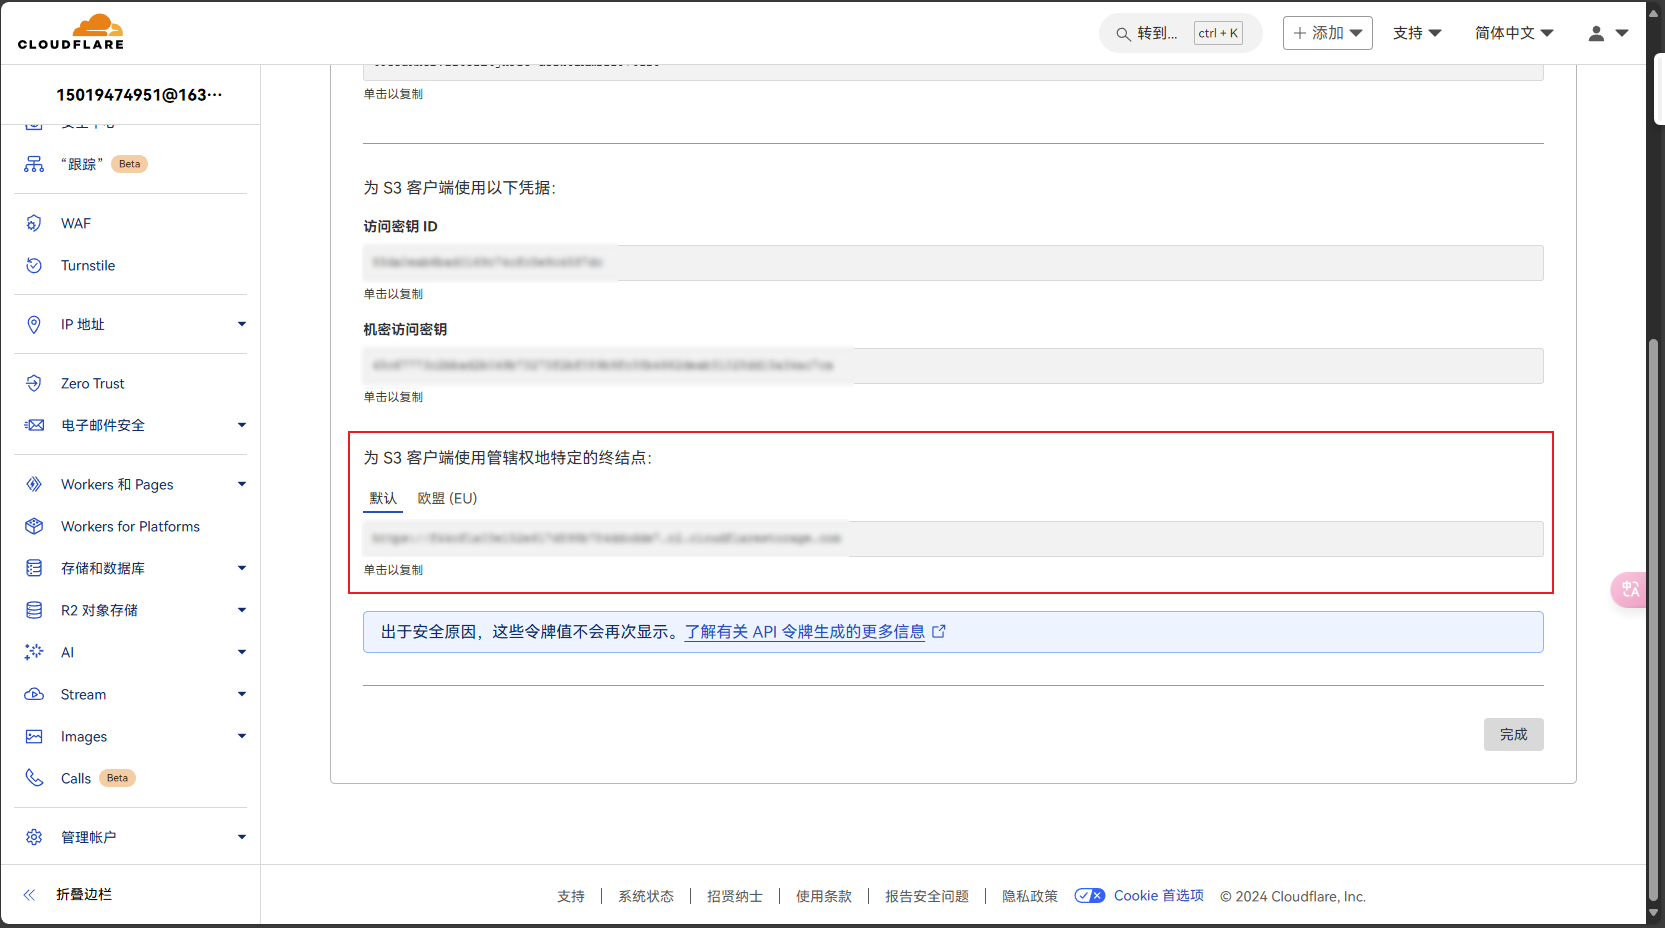 CLOUDFLARE
转到...
ctrl + K
添加
支持
简体中文
15019474951@163···
“跟踪”
Beta
WAF
Turnstile
IP 地址
Zero Trust
电子邮件安全
Workers 和 Pages
Workers for Platforms
存储和数据库
R2 对象存储
AI
Stream
Images
Calls
Beta
管理帐户
折叠边栏
单击以复制
为 S3 客户端使用以下凭据：
访问密钥 ID
单击以复制
机密访问密钥
单击以复制
为 S3 客户端使用管辖权地特定的终结点：
默认
欧盟 (EU)
单击以复制
出于安全原因，这些令牌值不会再次显示。了解有关 API 令牌生成的更多信息
完成
支持
系统状态
招贤纳士
使用条款
报告安全问题
隐私政策
Cookie 首选项
© 2024 Cloudflare, Inc.
中A